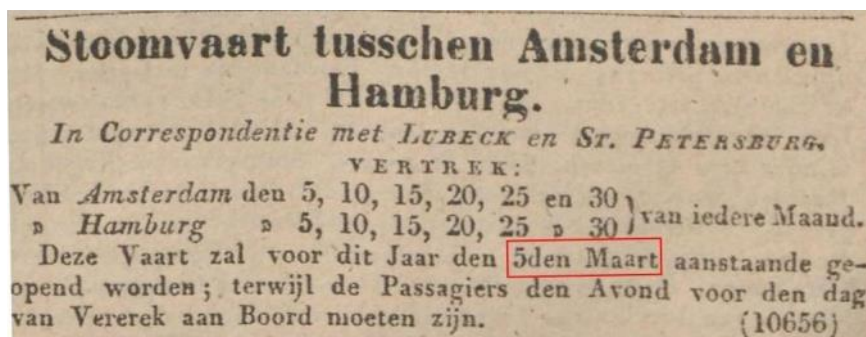 Stoomvaart tusschen Amsterdam en
Hamburg.
In Correspondentie met LUBECK en ST. PETERSBURG.
VERTREK:
Van Amsterdam den 5, 10, 15, 20, 25 en 30 } van iedere Maand.
» Hamburg » 5, 10, 15, 20, 25 » 30
Deze Vaart zal voor dit Jaar den 5den Maart aanstaande ge-
opend worden; terwijl de Passagiers den Avond voor den dag
van Vererek aan Boord moeten zijn. (10656)